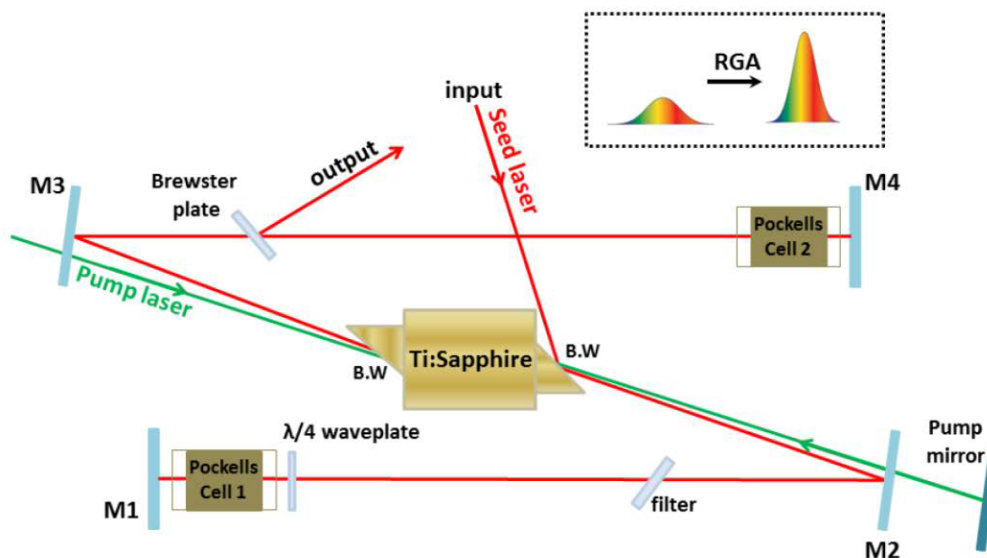 RGA
input
Seed laser
output
M3
Brewster
plate
M4
Pockells
Cell 2
Pump laser
Ti:Sapphire
B.W
B.W
λ/4 waveplate
Pockells
Cell 1
M1
filter
Pump
mirror
M2